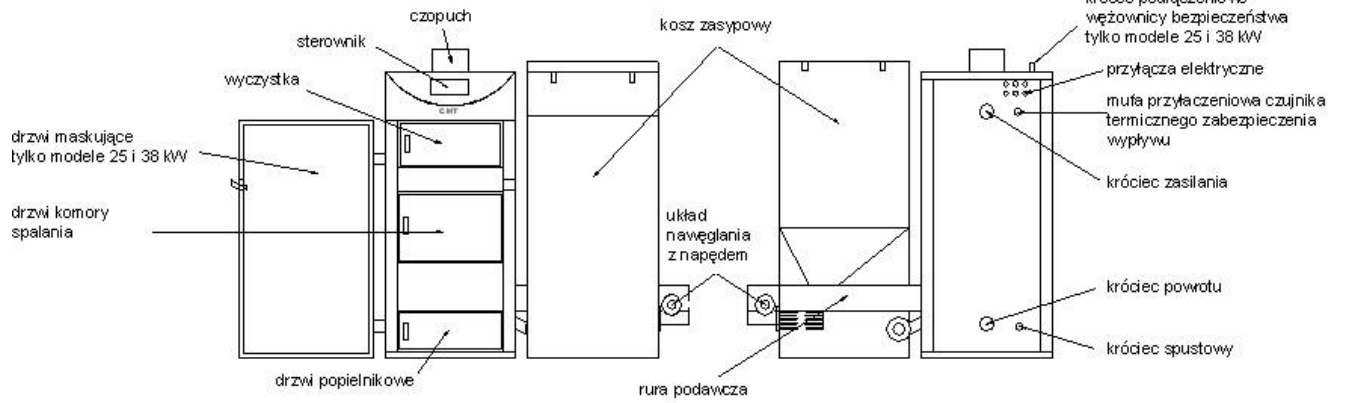 czopuch
sterownik
wyczystka
drzwi maskujące
tylko modele 25 i 38 kW
drzwi komory
spalania
drzwi popielnikowe
kosz zasypowy
układ
nawęglania
z napędem
rura podawcza
wężownicy bezpieczeństwa
tylko modele 25 i 38 kW
przyłącza elektryczne
mufa przyłaczeniowa czujnika
termicznego zabezpieczenia
wypływu
króciec zasilania
króciec powrotu
króciec spustowy